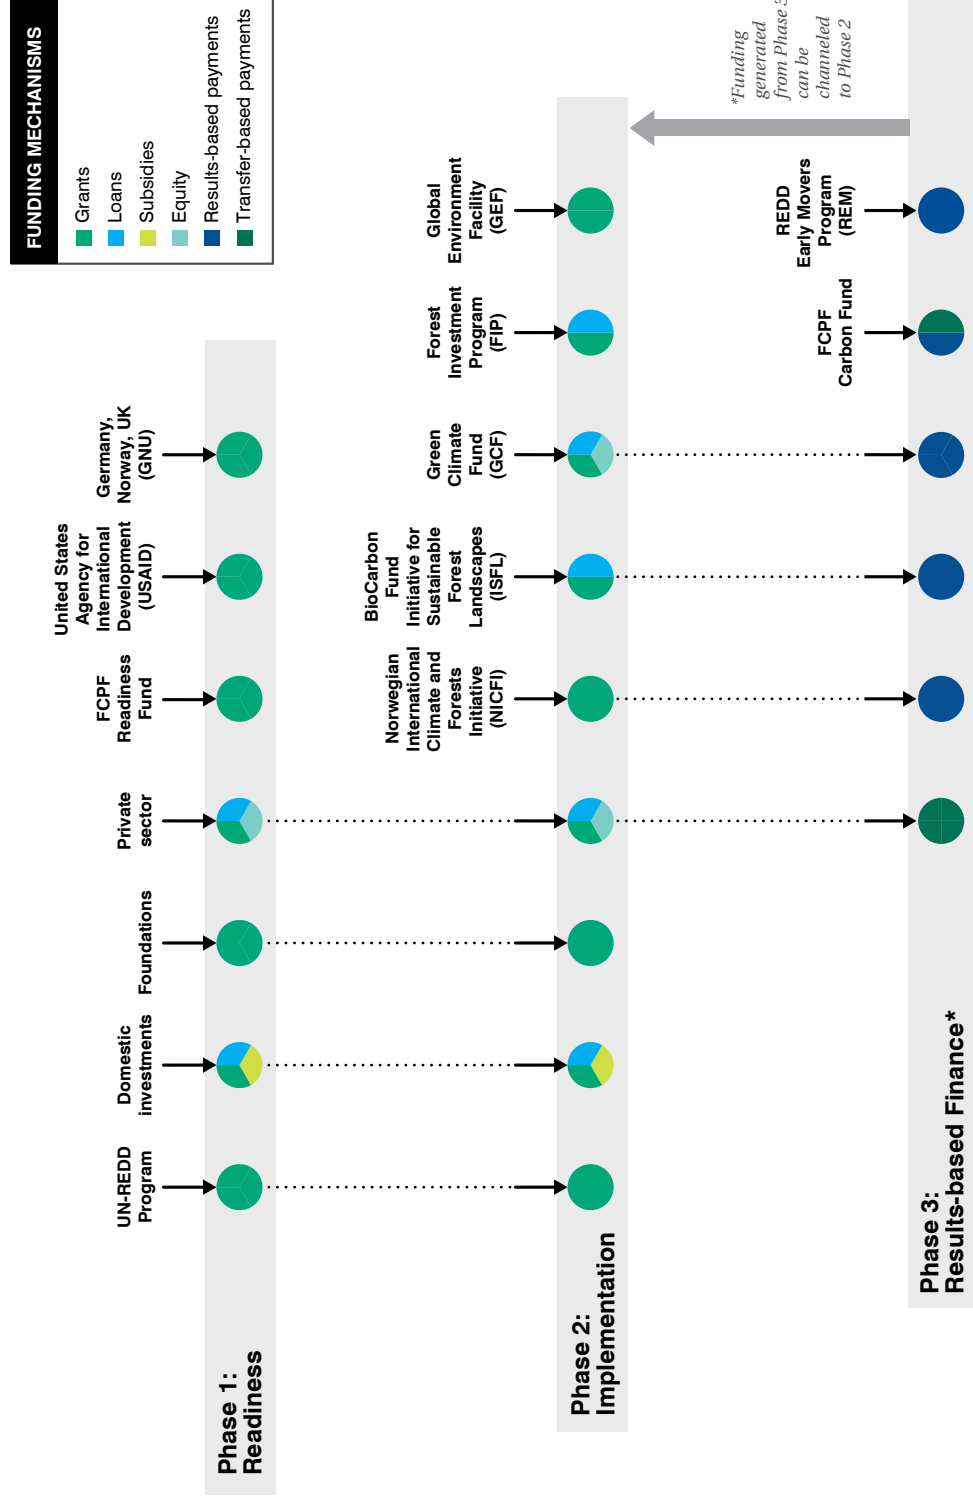 FUNDING MECHANISMS
Grants
Loans
Subsidies
Equity
Results-based payments
Transfer-based payments
UN-REDD
Program
Domestic
investments
Foundations
Private
sector
FCPF
Readiness
Fund
United States
Agency for
International
Development
(USAID)
Germany,
Norway, UK
(GNU)
Phase 1:
Readiness
Norwegian
International
Climate and
Forests
Initiative
(NICFI)
BioCarbon
Fund
Initiative for
Sustainable
Forest
Landscapes
(ISFL)
Green
Climate
Fund
(GCF)
Forest
Investment
Program
(FIP)
Global
Environment
Facility
(GEF)
Phase 2:
Implementation
*Funding
generated
from Phase 3
can be
channeled
to Phase 2
FCPF
Carbon Fund
REDD
Early Movers
Program
(REM)
Phase 3:
Results-based Finance*